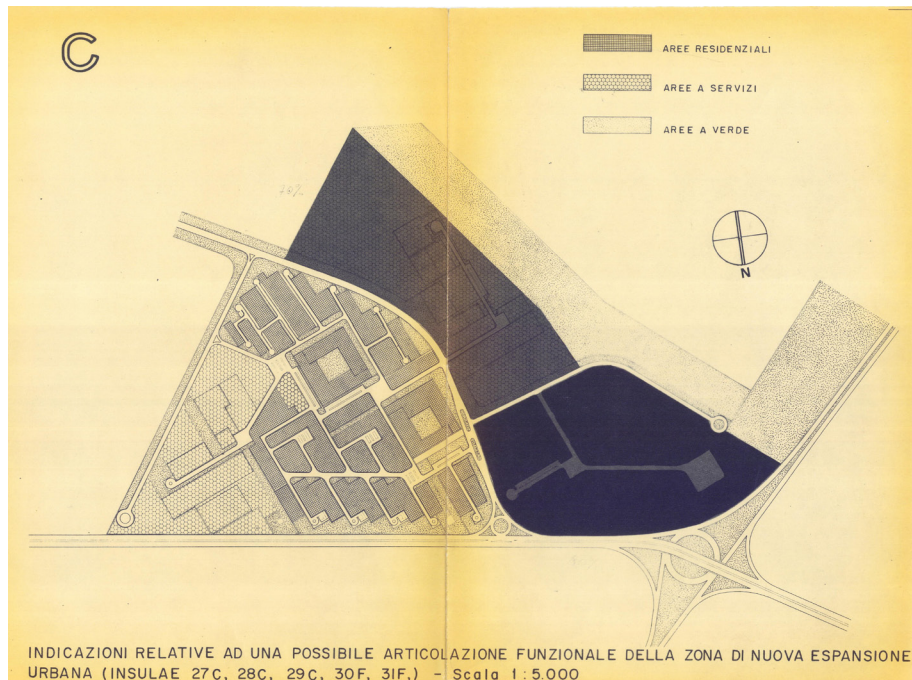 C
AREE RESIDENZIALI
AREE A SERVIZI
AREE A VERDE
N
INDICAZIONI RELATIVE AD UNA POSSIBILE ARTICOLAZIONE FUNZIONALE DELLA ZONA DI NUOVA ESPANSIONE
URBANA (INSULAE 27C, 28C, 29C, 30F, 31F,) - Scala 1:5.000